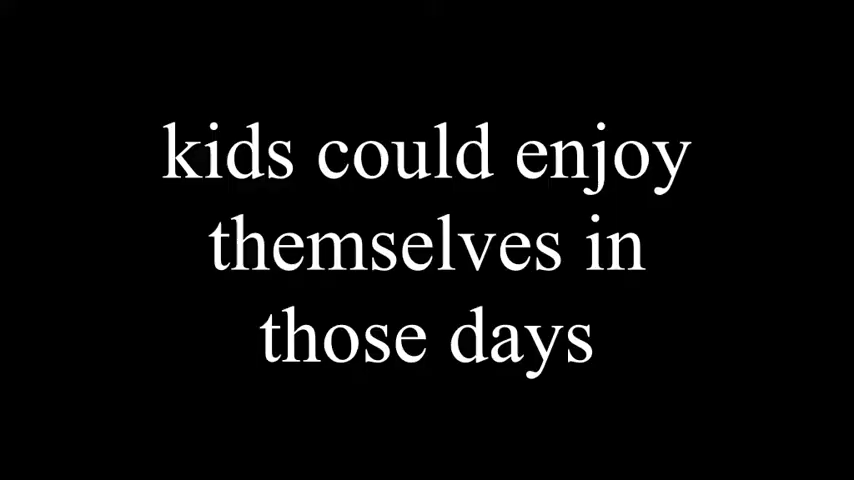 kids could enjoy
themselves in
those days